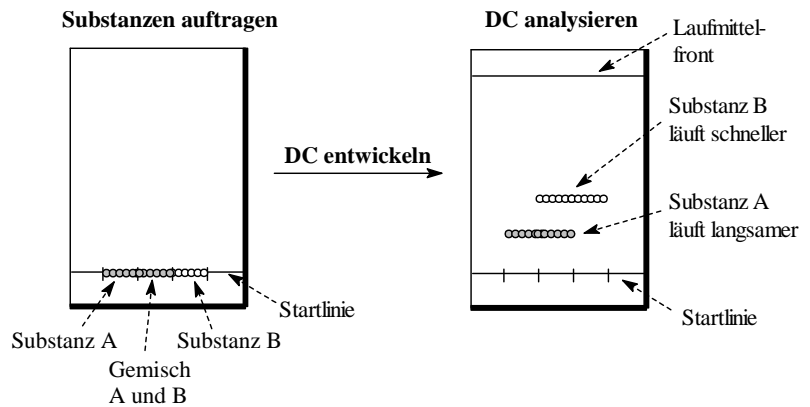 Substanzen auftragen
DC analysieren
Laufmittel-
front
Substanz B
läuft schneller
DC entwickeln
Substanz A
läuft langsamer
Startlinie
Startlinie
Substanz A
Substanz B
Gemisch
A und B